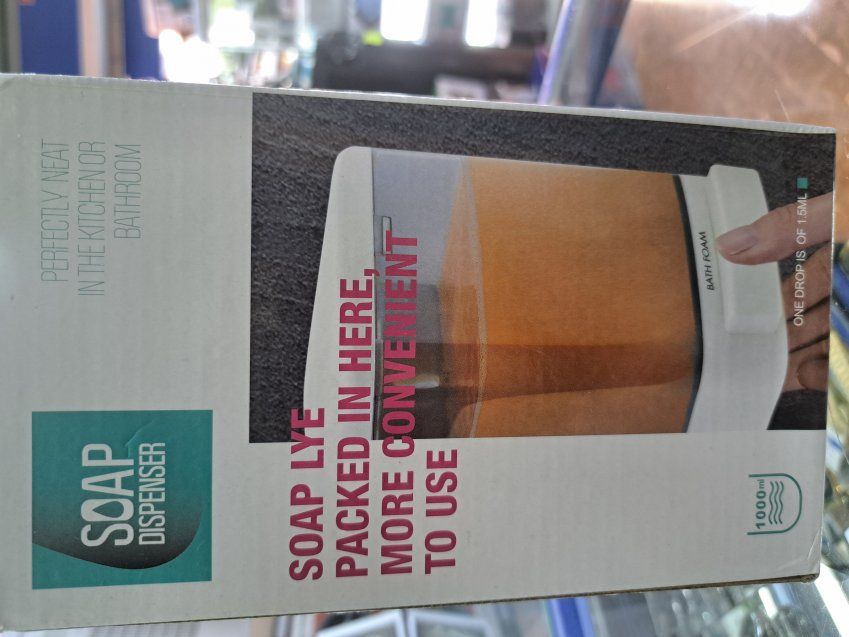 SOAP
DISPENSER
PERFECTLY NEAT
IN THE KITCHEN OR
BATHROOM
SOAP LYE
PACKED IN HERE,
MORE CONVENIENT
TO USE
BATH FOAM
1000ml
ONE DROP IS OF 1.5ML